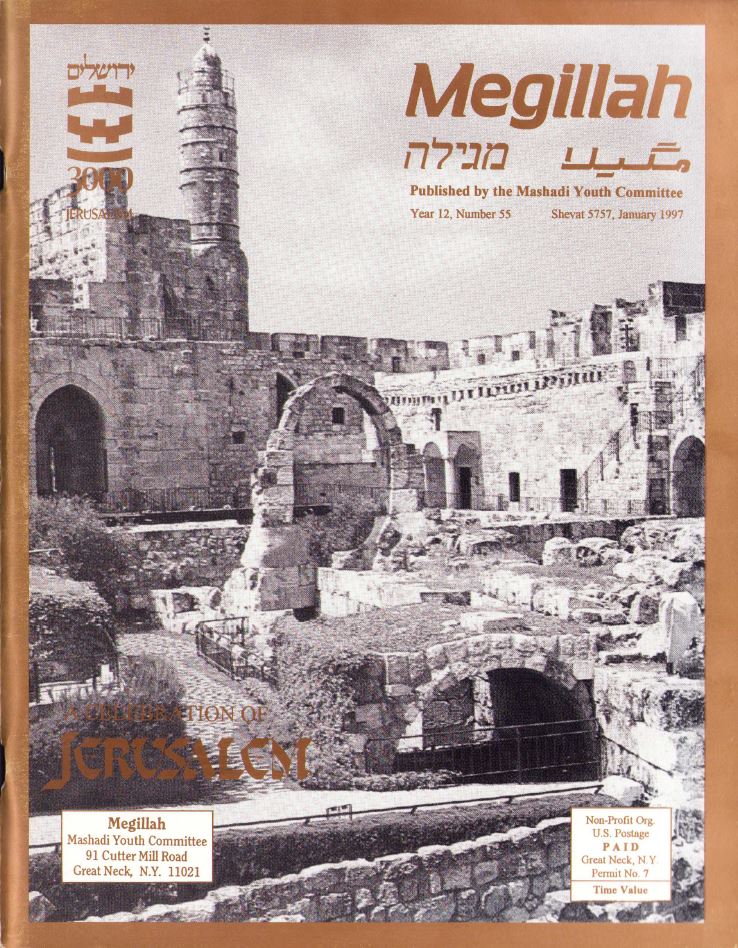 ירושלים
3000
JERUSALEM
Megillah
מגילה مگیلا
Published by the Mashadi Youth Committee
Year 12, Number 55 Shevat 5757, January 1997
A CELEBRATION OF
JERUSALEM
Megillah
Mashadi Youth Committee
91 Cutter Mill Road
Great Neck, N.Y. 11021
Non-Profit Org.
U.S. Postage
PAID
Great Neck, N.Y.
Permit No. 7
Time Value